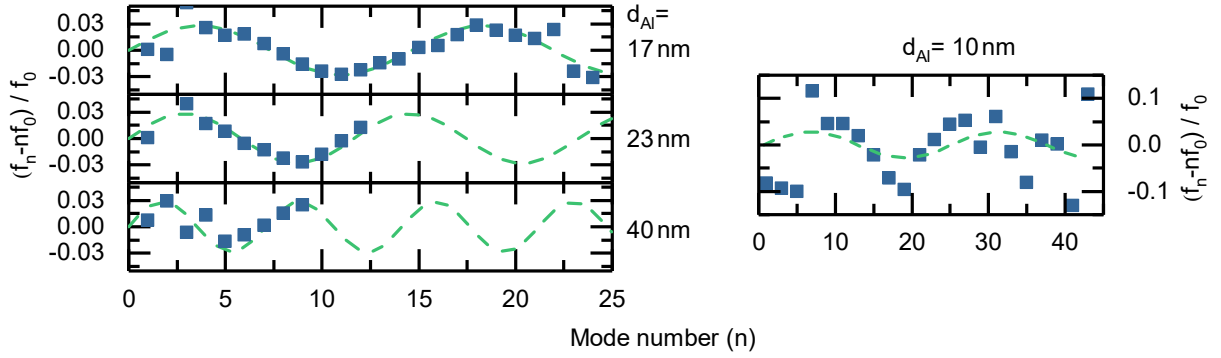 d_Al=
0.03
0.00
-0.03
17 nm
0.03
0.00
-0.03
23 nm
0.03
0.00
-0.03
40 nm
0 5 10 15 20 25
(f_n-nf_0) / f_0
d_Al= 10 nm
0.1
0.0
-0.1
0 10 20 30 40
(f_n-nf_0) / f_0
Mode number (n)